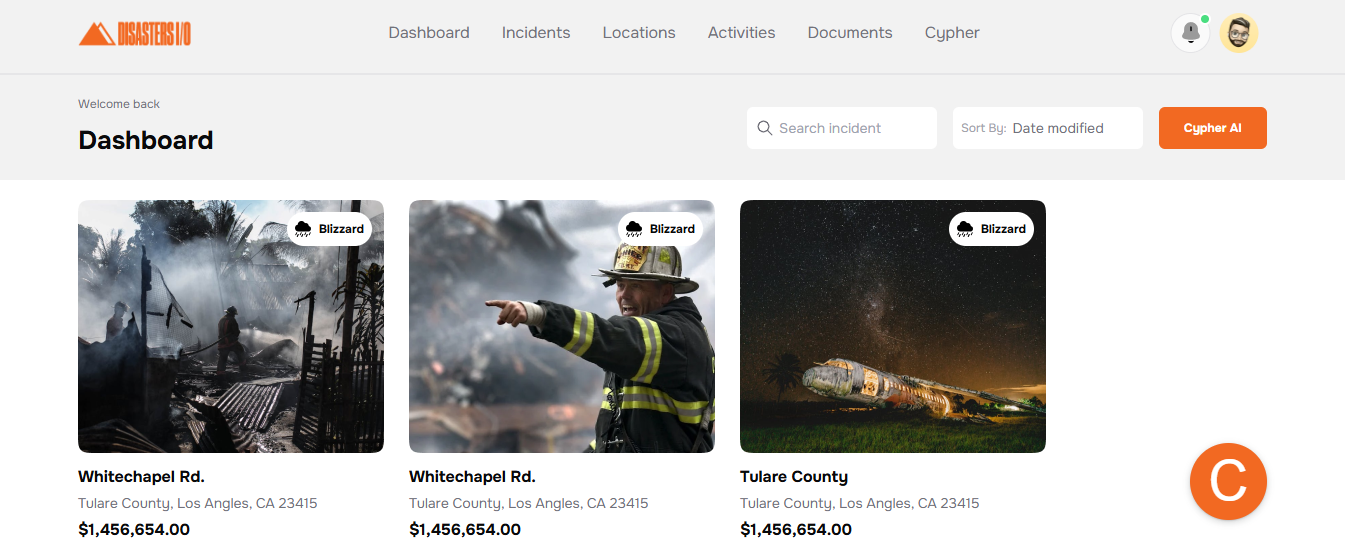 DISASTERS I/O
Dashboard Incidents Locations Activities Documents Cypher
Welcome back
Dashboard
Search incident
Sort By: Date modified
Cypher AI
Blizzard
Blizzard
CHIEF
Blizzard
Whitechapel Rd.
Tulare County, Los Angles, CA 23415
$1,456,654.00
Whitechapel Rd.
Tulare County, Los Angles, CA 23415
$1,456,654.00
Tulare County
Tulare County, Los Angles, CA 23415
$1,456,654.00
C